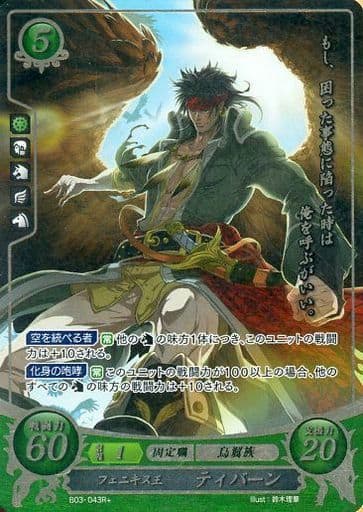 5
もし、困った事態に陥った時は
俺を呼ぶがいい。
空を統べる者 常 他の の味方1体につき、このユニットの戦闘
力は+10される。
化身の咆哮 常 このユニットの戦闘力が100以上の場合、他の
すべての の味方の戦闘力は+10される。
戦闘力
60
射程
1
固定職
鳥翼族
支援力
20
フェニキス王
ティバーン
B03-043R+
Illust:鈴木理華